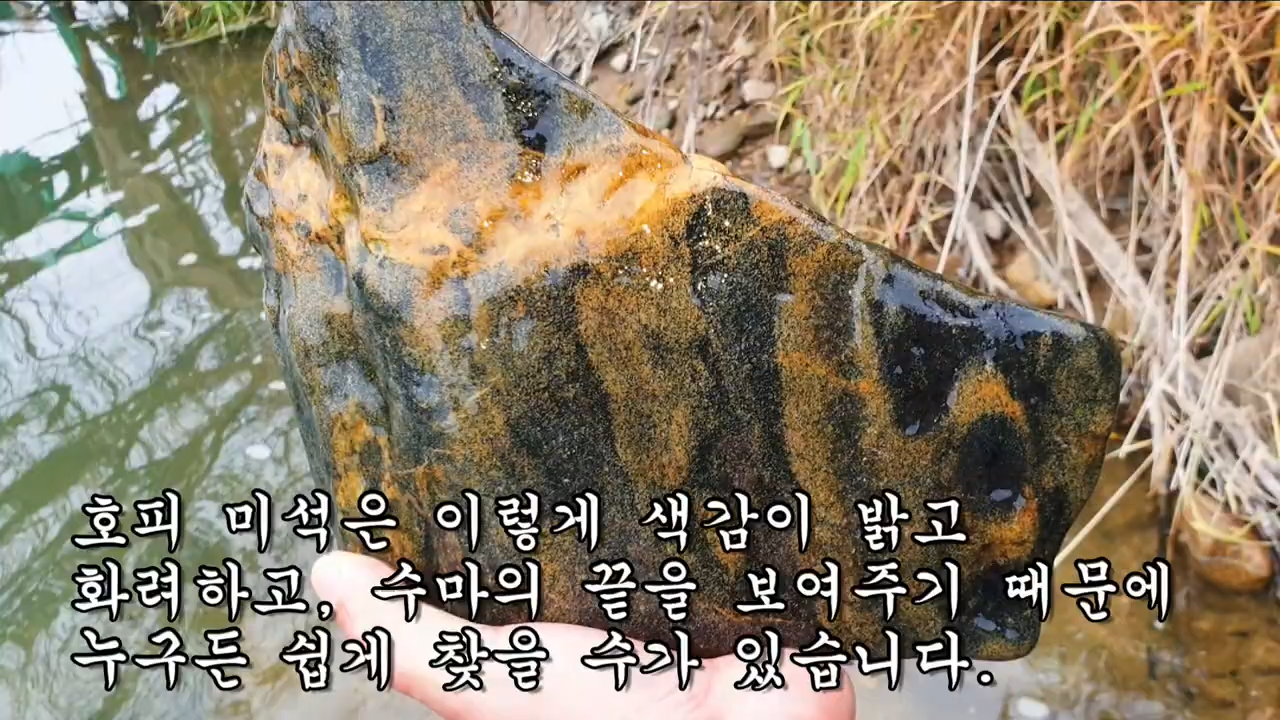 호피 미석은 이렇게 색감이 밝고
화려하고, 수마의 끝을 보여주기 때문에
누구든 쉽게 찾을 수가 있습니다.